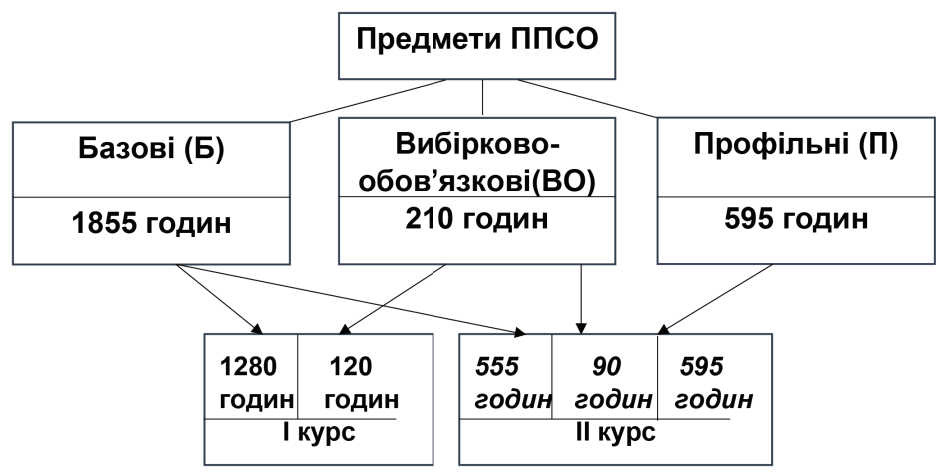 Предмети ППСО
Базові (Б)
1855 годин
Вибірково-
обов’язкові(ВО)
210 годин
Профільні (П)
595 годин
1280
годин
120
годин
І курс
555
годин
90
годин
595
годин
ІІ курс